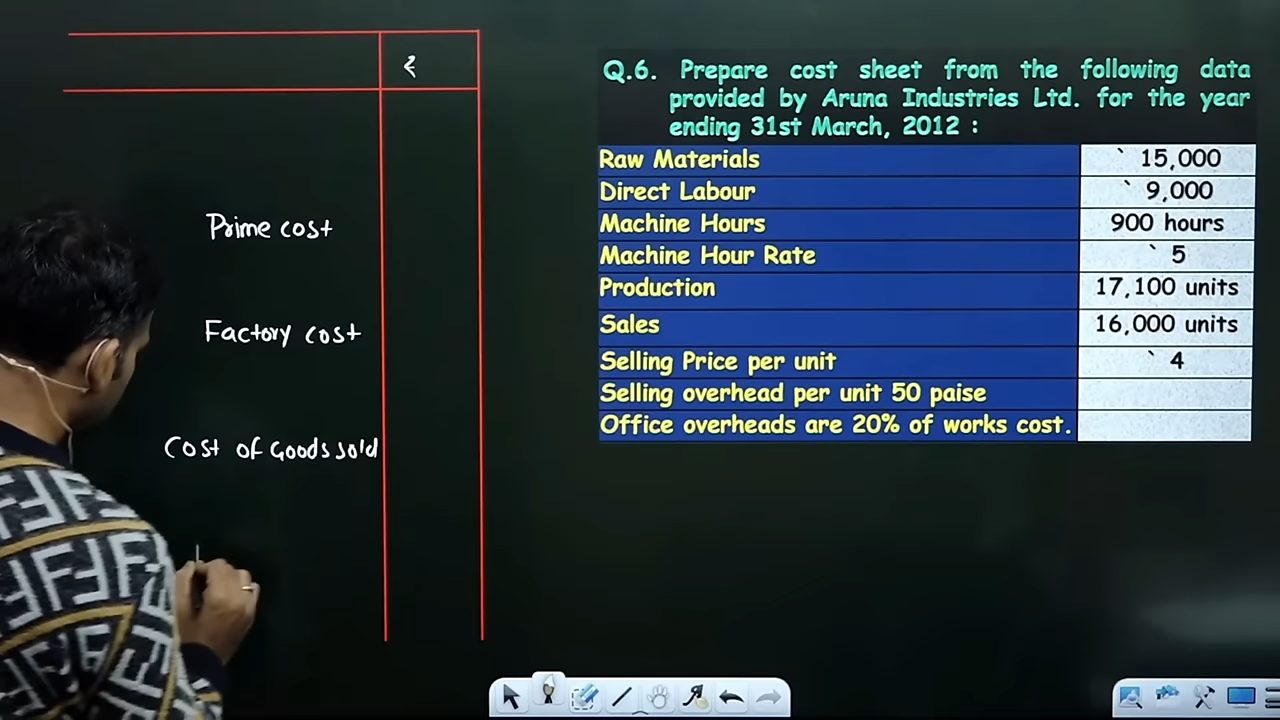 ₹
Prime cost
Factory cost
Cost of Goods sold
Q.6. Prepare cost sheet from the following data
provided by Aruna Industries Ltd. for the year
ending 31st March, 2012 :
Raw Materials ` 15,000
Direct Labour ` 9,000
Machine Hours 900 hours
Machine Hour Rate ` 5
Production 17,100 units
Sales 16,000 units
Selling Price per unit ` 4
Selling overhead per unit 50 paise
Office overheads are 20% of works cost.